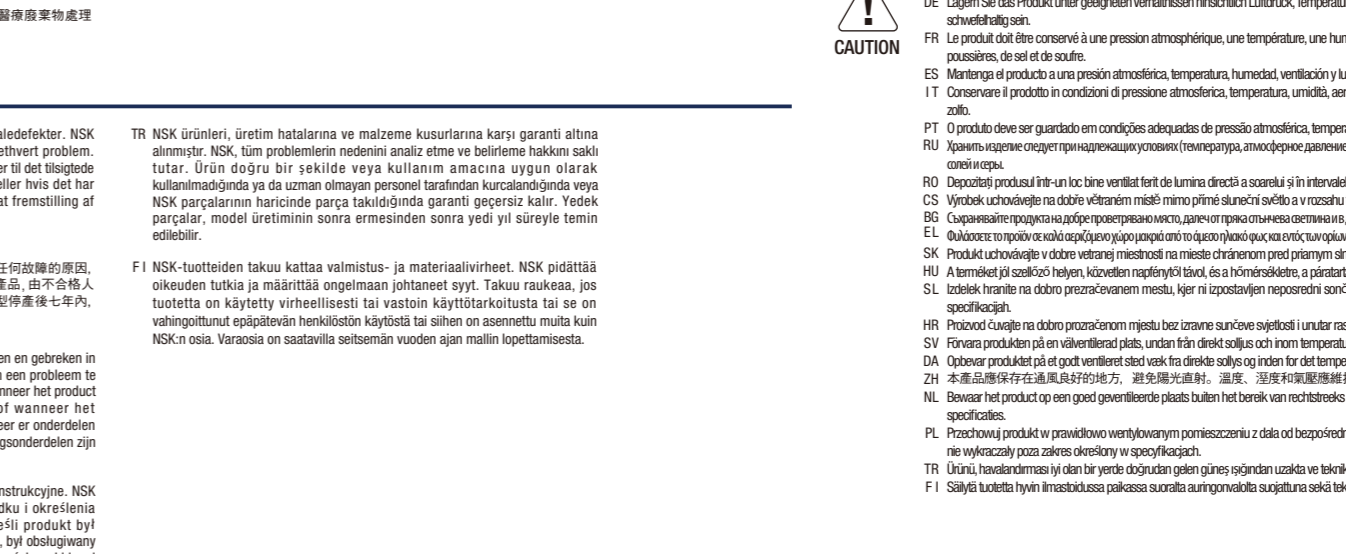 醫療廢棄物處理
aledefekter. NSK
ethvert problem.
er til det tilsigtede
eller hvis det har
at fremstilling af
任何故障的原因,
產品, 由不合格人
型停產後七年內,
en en gebreken in
een probleem te
nneer het product
of wanneer het
eer er onderdelen
gsonderdelen zijn
nstrukcyjne. NSK
dku i określenia
eśli produkt był
, był obsługiwany
TR NSK ürünleri, üretim hatalarına ve malzeme kusurlarına karşı garanti altına
alınmıştır. NSK, tüm problemlerin nedenini analiz etme ve belirleme hakkını saklı
tutar. Ürün doğru bir şekilde veya kullanım amacına uygun olarak
kullanılmadığında ya da uzman olmayan personel tarafından kurcalandığında veya
NSK parçalarının haricinde parça takıldığında garanti geçersiz kalır. Yedek
parçalar, model üretiminin sonra ermesinden sonra yedi yıl süreyle temin
edilebilir.
FI NSK-tuotteiden takuu kattaa valmistus- ja materiaalivirheet. NSK pidättää
oikeuden tutkia ja määrittää ongelmaan johtaneet syyt. Takuu raukeaa, jos
tuotetta on käytetty virheellisesti tai vastoin käyttötarkoitusta tai se on
vahingoittunut epäpätevän henkilöstön käytöstä tai siihen on asennettu muita kuin
NSK:n osia. Varaosia on saatavilla seitsemän vuoden ajan mallin lopettamisesta.
CAUTION
DE Lagern Sie das Produkt unter geeigneten Verhältnissen hinsichtlich Luftdruck, Temperatu
schwefelhaltig sein.
FR Le produit doit être conservé à une pression atmosphérique, une température, une hum
poussières, de sel et de soufre.
ES Mantenga el producto a una presión atmosférica, temperatura, humedad, ventilación y lu
IT Conservare il prodotto in condizioni di pressione atmosferica, temperatura, umidità, aer
zolfo.
PT O produto deve ser guardado em condições adequadas de pressão atmosférica, tempera
RU Хранить изделие следует при надлежащих условиях (температура, атмосферное давление
солей и серы.
RO Depozitați produsul într-un loc bine ventilat ferit de lumina directă a soarelui și în intervalel
CS Výrobek uchovávejte na dobře větraném místě mimo přímé sluneční světlo a v rozsahu
BG Съхранявайте продукта на добре проветрявано място, далеч от пряка слънчева светлина и в
EL Φυλάσσετε το προϊόν σε καλά αεριζόμενο χώρο μακριά από το άμεσο ηλιακό φως και εντός των ορίων
SK Produkt uchovávajte v dobre vetranej miestnosti na mieste chránenom pred priamym sln
HU A terméket jól szellőző helyen, közvetlen napfénytől távol, és a hőmérsékletre, a páratart
SL Izdelek hranite na dobro prezračevanem mestu, kjer ni izpostavljen neposredni sonč
specifikacijah.
HR Proizvod čuvajte na dobro prozračenom mjestu bez izravne sunčeve svjetlosti i unutar ras
SV Förvara produkten på en välventilerad plats, undan från direkt solljus och inom temperatu
DA Opbevar produktet på et godt ventileret sted væk fra direkte sollys og inden for det tempe
ZH 本產品應保存在通風良好的地方, 避免陽光直射。溫度、溼度和氣壓應維
NL Bewaar het product op een goed geventileerde plaats buiten het bereik van rechtstreeks
specificaties.
PL Przechowuj produkt w prawidłowo wentylowanym pomieszczeniu z dala od bezpośredn
nie wykraczały poza zakres określony w specyfikacjach.
TR Ürünü, havalandırması iyi olan bir yerde doğrudan gelen güneş ışığından uzakta ve teknik
FI Säilytä tuotetta hyvin ilmastoidussa paikassa suoralta auringonvalolta suojattuna sekä tek